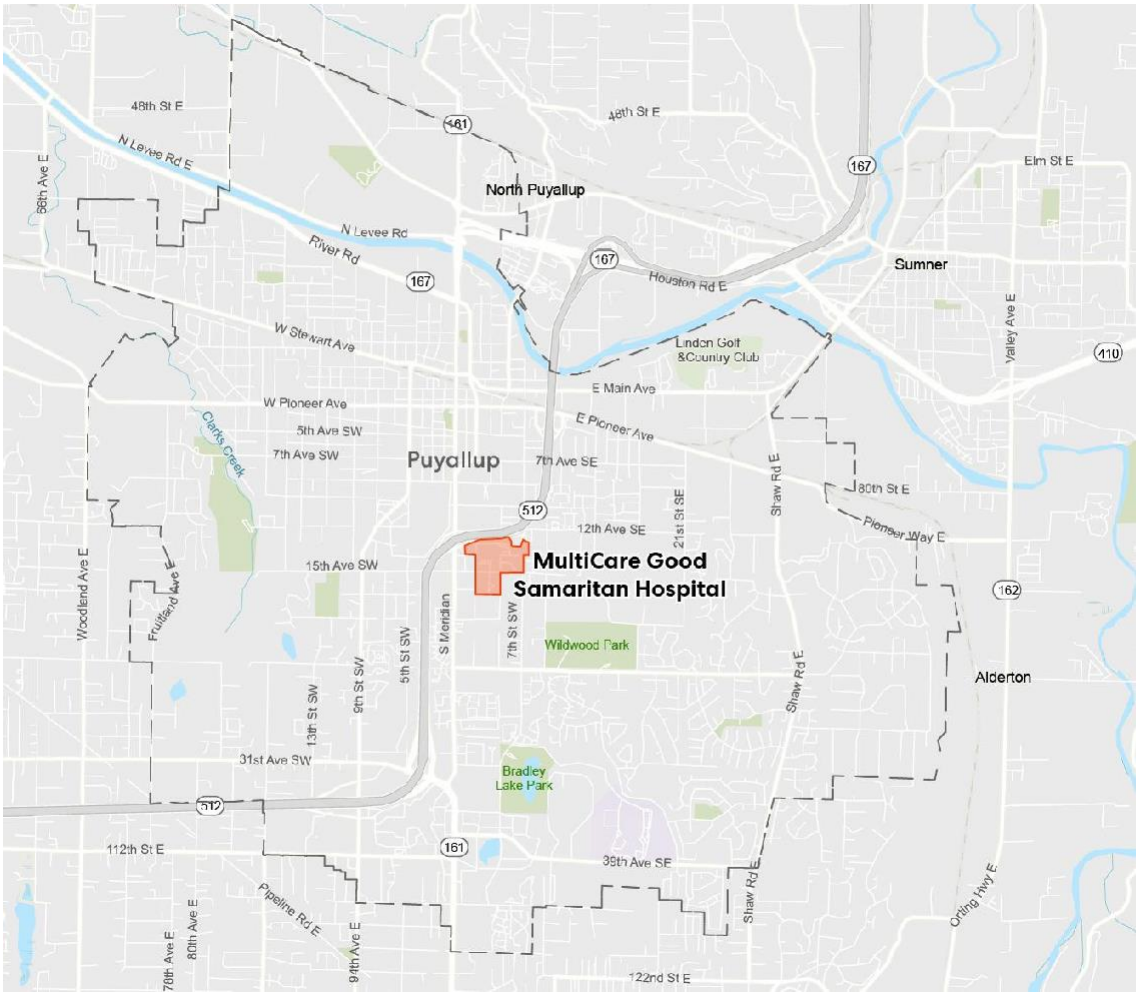 48th St E
161
48th St E
N Levee Rd E
167
Elm St E
66th Ave E
North Puyallup
N Levee Rd
River Rd
167
Sumner
167
Houston Rd E
W Stewart Ave
Linden Golf
&Country Club
Valley Ave E
410
E Main Ave
W Pioneer Ave
Clarks Creek
5th Ave SW
E Pioneer Ave
7th Ave SW
Puyallup
7th Ave SE
Shaw Rd E
80th St E
512
12th Ave SE
21st St SE
Pioneer Way E
15th Ave SW
MultiCare Good
Samaritan Hospital
Woodland Ave E
Fruitland Ave E
162
S Meridian
7th St SW
Wildwood Park
5th St SW
9th St SW
13th St SW
Shaw Rd E
Alderton
31st Ave SW
Bradley
Lake Park
512
112th St E
161
39th Ave SE
Pipeline Rd E
Shaw Rd E
Orting Hwy E
78th Ave E
80th Ave E
94th Ave E
122nd St E